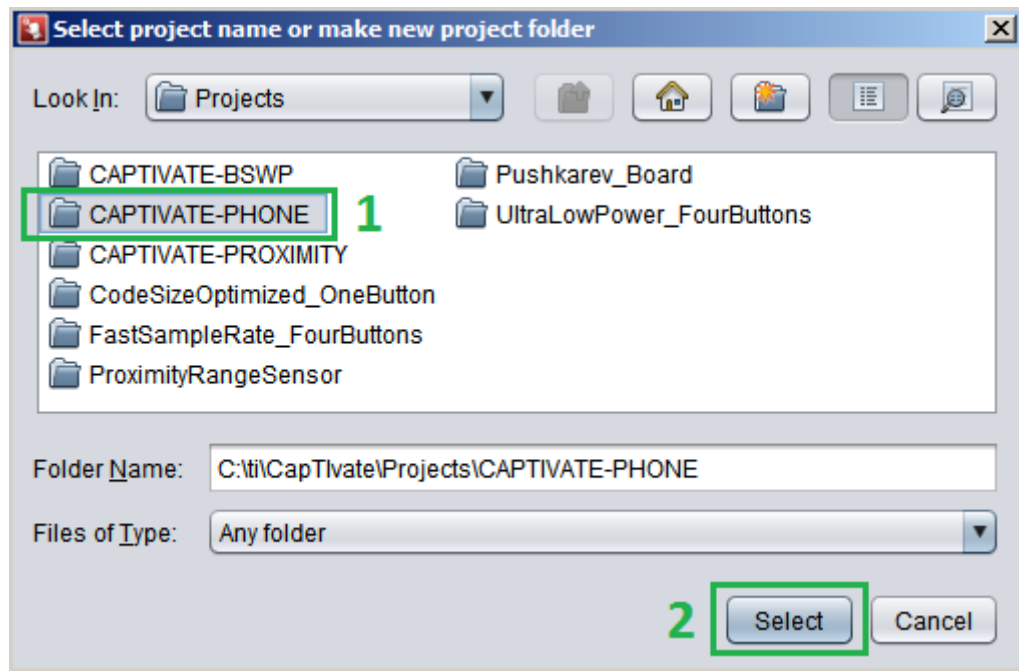 Select project name or make new project folder
Look In: Projects
CAPTIVATE-BSWP
CAPTIVATE-PHONE 1
CAPTIVATE-PROXIMITY
CodeSizeOptimized_OneButton
FastSampleRate_FourButtons
ProximityRangeSensor
Pushkarev_Board
UltraLowPower_FourButtons
Folder Name: C:\ti\CapTIvate\Projects\CAPTIVATE-PHONE
Files of Type: Any folder
2 Select Cancel